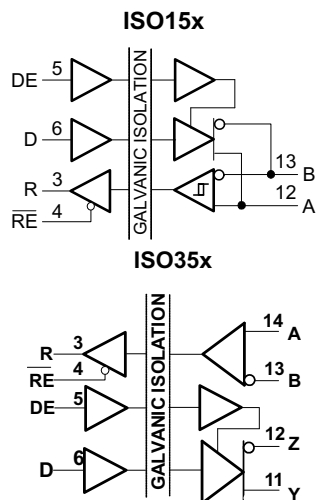 ISO15x
DE 5
D 6
R 3
RE 4
GALVANIC ISOLATION
13 B
12 A
ISO35x
R 3
RE 4
DE 5
D 6
GALVANIC ISOLATION
14 A
13 B
12 Z
11 Y